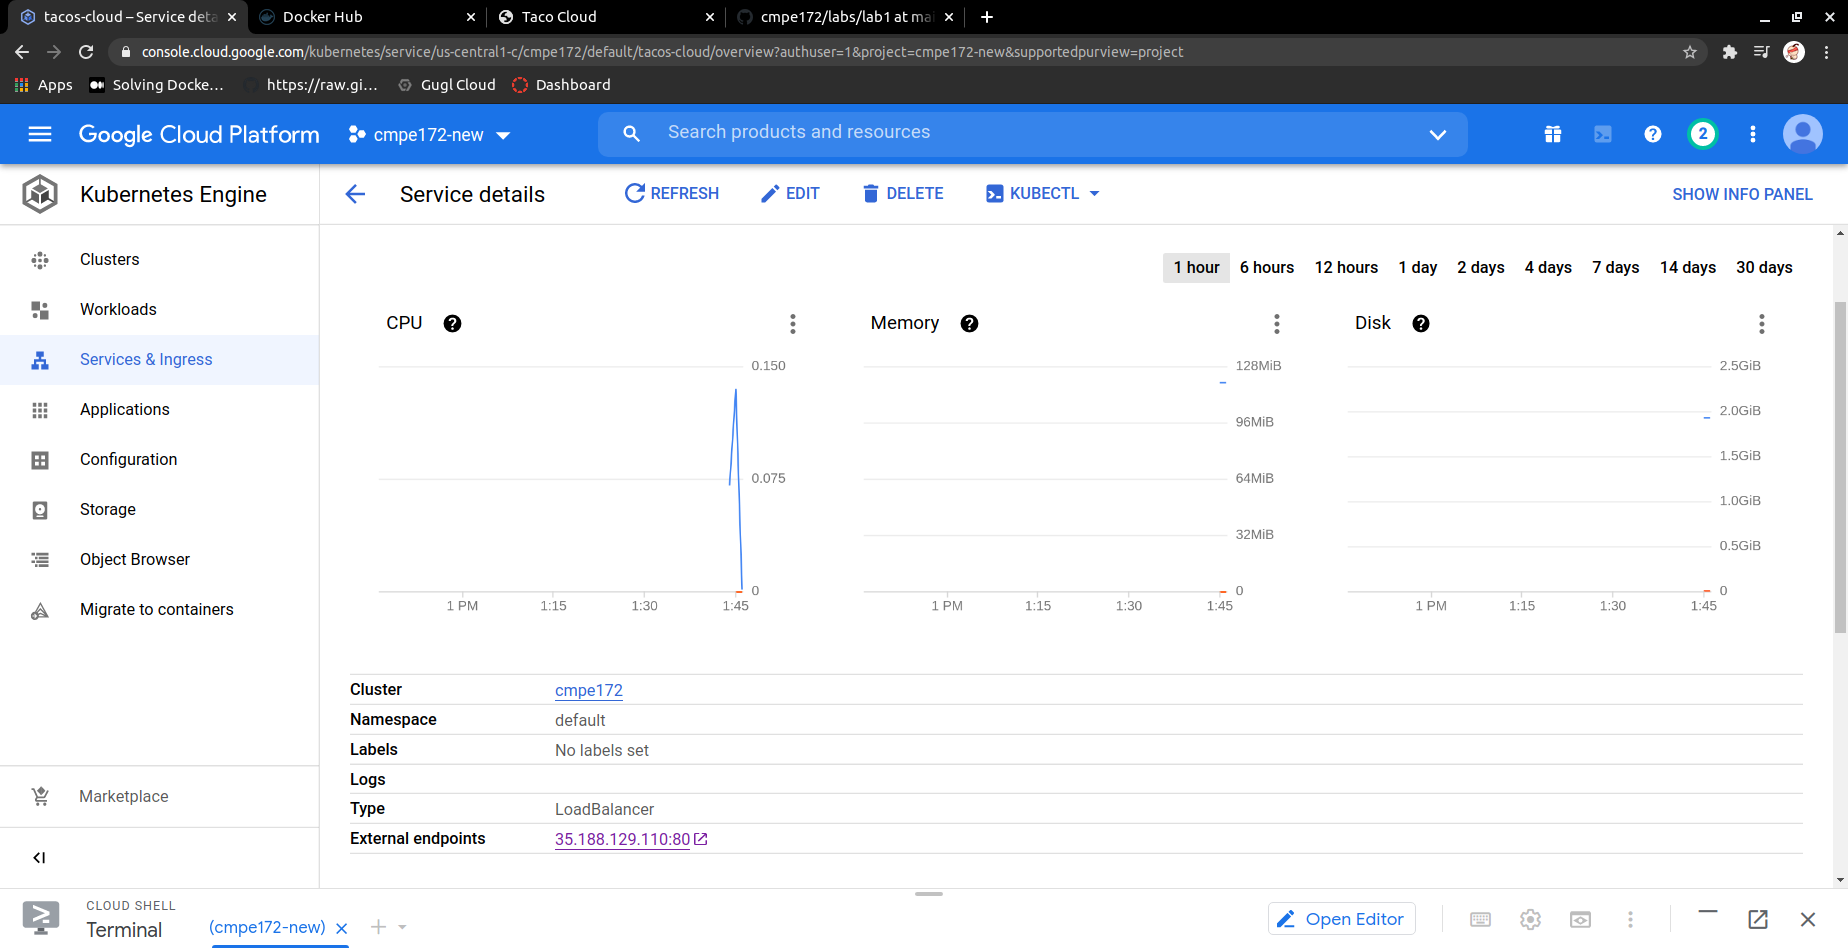 tacos-cloud – Service deta
Docker Hub
Taco Cloud
cmpe172/labs/lab1 at mai
console.cloud.google.com/kubernetes/service/us-central1-c/cmpe172/default/tacos-cloud/overview?authuser=1&project=cmpe172-new&supportedpurview=project
Apps
Solving Docke...
https://raw.gi...
Gugl Cloud
Dashboard
Google Cloud Platform
cmpe172-new
Search products and resources
2
Kubernetes Engine
Service details
REFRESH
EDIT
DELETE
KUBECTL
SHOW INFO PANEL
Clusters
Workloads
Services & Ingress
Applications
Configuration
Storage
Object Browser
Migrate to containers
Marketplace
1 hour 6 hours 12 hours 1 day 2 days 4 days 7 days 14 days 30 days
CPU
0.150
0.075
0
1 PM 1:15 1:30 1:45
Memory
128MiB
96MiB
64MiB
32MiB
0
1 PM 1:15 1:30 1:45
Disk
2.5GiB
2.0GiB
1.5GiB
1.0GiB
0.5GiB
0
1 PM 1:15 1:30 1:45
Cluster cmpe172
Namespace default
Labels No labels set
Logs
Type LoadBalancer
External endpoints 35.188.129.110:80
CLOUD SHELL
Terminal
(cmpe172-new)
Open Editor